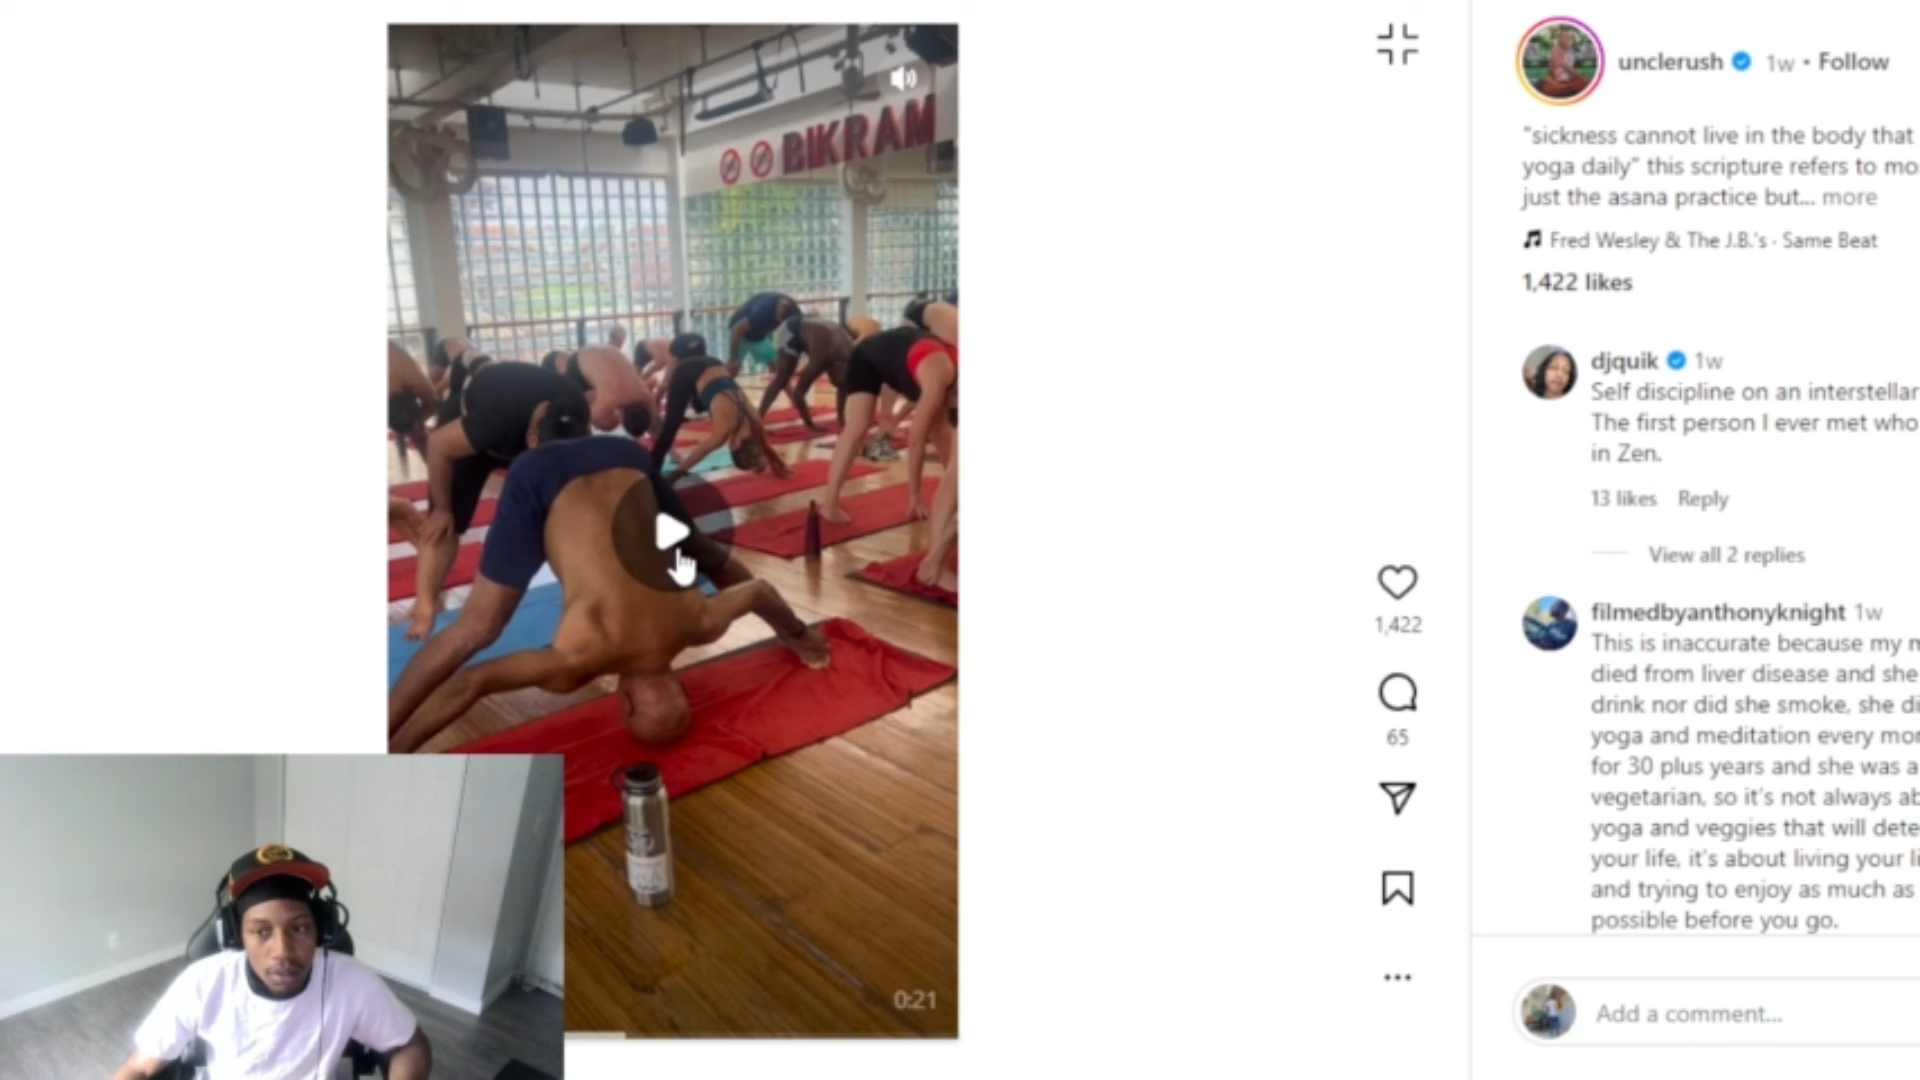 BIKRAM
0:21
1,422
65
unclerush 1w • Follow
"sickness cannot live in the body that
yoga daily" this scripture refers to mo
just the asana practice but... more
Fred Wesley & The J.B.'s · Same Beat
1,422 likes
djquik 1w
Self discipline on an interstellar
The first person I ever met who
in Zen.
13 likes Reply
View all 2 replies
filmedbyanthonyknight 1w
This is inaccurate because my m
died from liver disease and she
drink nor did she smoke, she di
yoga and meditation every mor
for 30 plus years and she was a
vegetarian, so it's not always ab
yoga and veggies that will dete
your life, it's about living your li
and trying to enjoy as much as
possible before you go.
Add a comment...